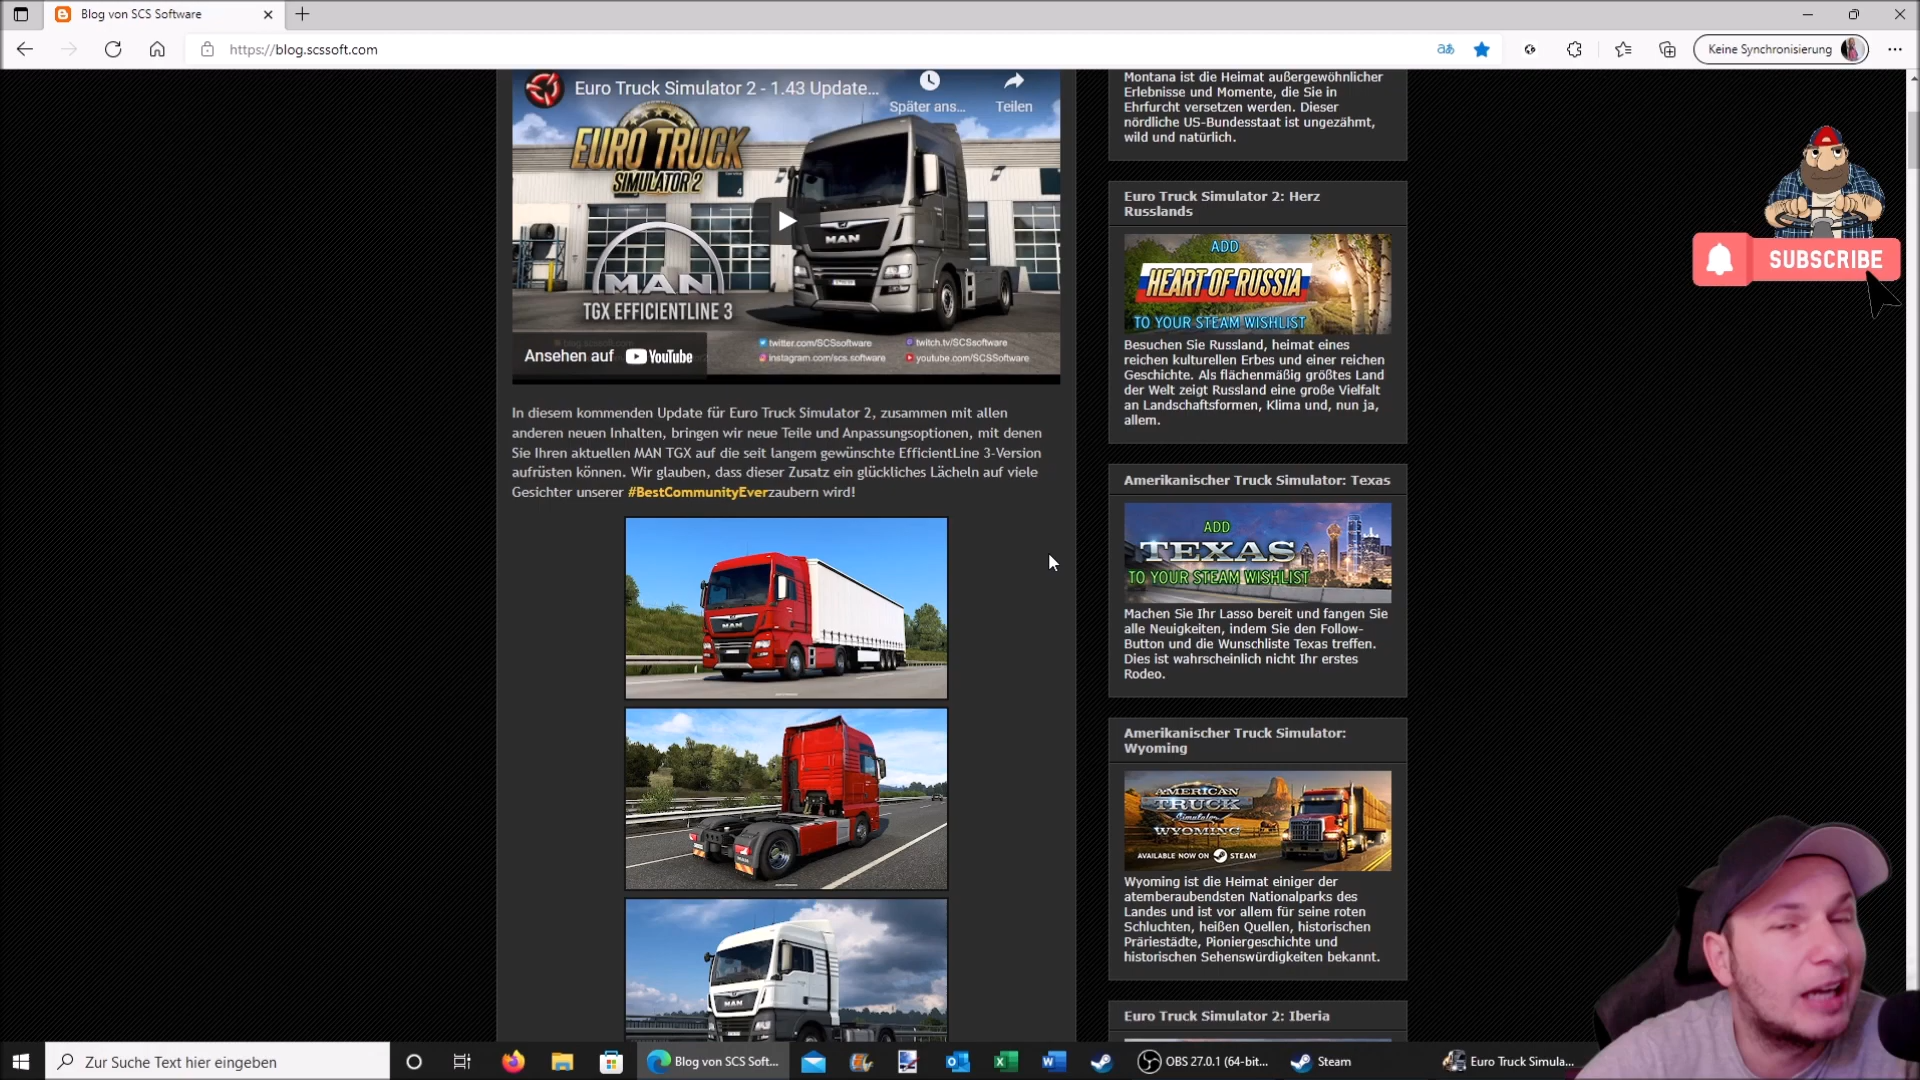 Blog von SCS Software
https://blog.scssoft.com
aあ
Keine Synchronisierung
Euro Truck Simulator 2 - 1.43 Update...
Später ans...
Teilen
EURO TRUCK
SIMULATOR 2
4
MAN
MAN
TGX EFFICIENTLINE 3
Ansehen auf YouTube
twitter.com/SCSsoftware
twitch.tv/SCSsoftware
instagram.com/scs.software
youtube.com/SCSSoftware
In diesem kommenden Update für Euro Truck Simulator 2, zusammen mit allen
anderen neuen Inhalten, bringen wir neue Teile und Anpassungsoptionen, mit denen
Sie Ihren aktuellen MAN TGX auf die seit langem gewünschte EfficientLine 3-Version
aufrüsten können. Wir glauben, dass dieser Zusatz ein glückliches Lächeln auf viele
Gesichter unserer #BestCommunityEverzaubern wird!
MAN
MAN
MAN
Montana ist die Heimat außergewöhnlicher
Erlebnisse und Momente, die Sie in
Ehrfurcht versetzen werden. Dieser
nördliche US-Bundesstaat ist ungezähmt,
wild und natürlich.
Euro Truck Simulator 2: Herz
Russlands
ADD
HEART OF RUSSIA
TO YOUR STEAM WISHLIST
Besuchen Sie Russland, heimat eines
reichen kulturellen Erbes und einer reichen
Geschichte. Als flächenmäßig größtes Land
der Welt zeigt Russland eine große Vielfalt
an Landschaftsformen, Klima und, nun ja,
allem.
Amerikanischer Truck Simulator: Texas
ADD
TEXAS
TO YOUR STEAM WISHLIST
Machen Sie Ihr Lasso bereit und fangen Sie
alle Neuigkeiten, indem Sie den Follow-
Button und die Wunschliste Texas treffen.
Dies ist wahrscheinlich nicht Ihr erstes
Rodeo.
Amerikanischer Truck Simulator:
Wyoming
AMERICAN
TRUCK
Simulator
WYOMING
AVAILABLE NOW ON STEAM
Wyoming ist die Heimat einiger der
atemberaubendsten Nationalparks des
Landes und ist vor allem für seine roten
Schluchten, heißen Quellen, historischen
Präriestädte, Pioniergeschichte und
historischen Sehenswürdigkeiten bekannt.
Euro Truck Simulator 2: Iberia
SUBSCRIBE
Zur Suche Text hier eingeben
Blog von SCS Soft...
OBS 27.0.1 (64-bit...
Steam
Euro Truck Simula...